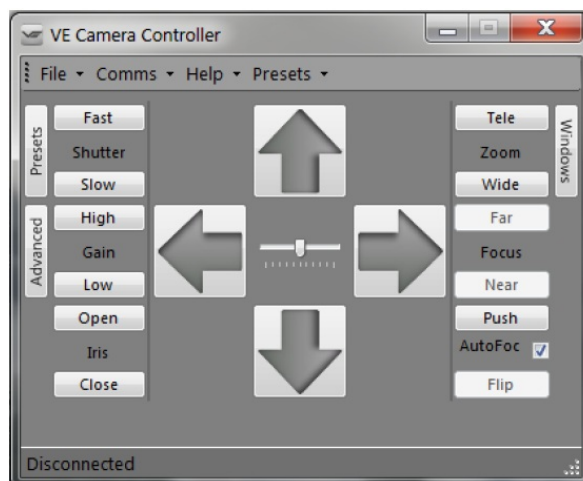 VE Camera Controller
File Comms Help Presets
Presets
Advanced
Fast
Shutter
Slow
High
Gain
Low
Open
Iris
Close
Tele
Zoom
Wide
Far
Focus
Near
Push
AutoFoc
Flip
Windows
Disconnected